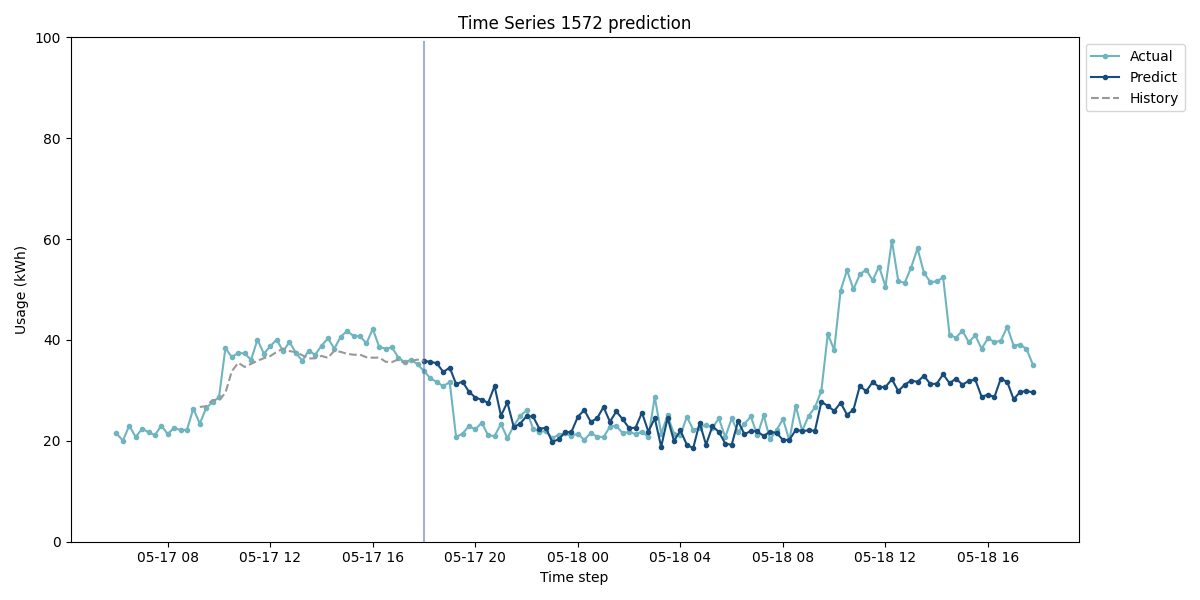 Time Series 1572 prediction
Usage (kWh)
100
80
60
40
20
0
05-17 08
05-17 12
05-17 16
05-17 20
05-18 00
05-18 04
05-18 08
05-18 12
05-18 16
Time step
Actual
Predict
History